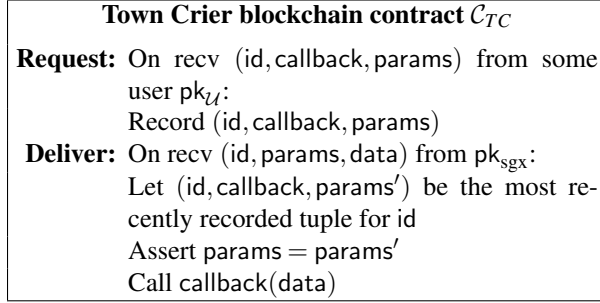 Town Crier blockchain contract 𝒞_TC
Request: On recv (id, callback, params) from some
user pk_𝒰:
Record (id, callback, params)
Deliver: On recv (id, params, data) from pk_sgx:
Let (id, callback, params′) be the most re-
cently recorded tuple for id
Assert params = params′
Call callback(data)